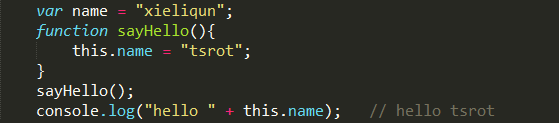 var name = "xieliqun";
function sayHello(){
    this.name = "tsrot";
}
sayHello();
console.log("hello " + this.name);   // hello tsrot